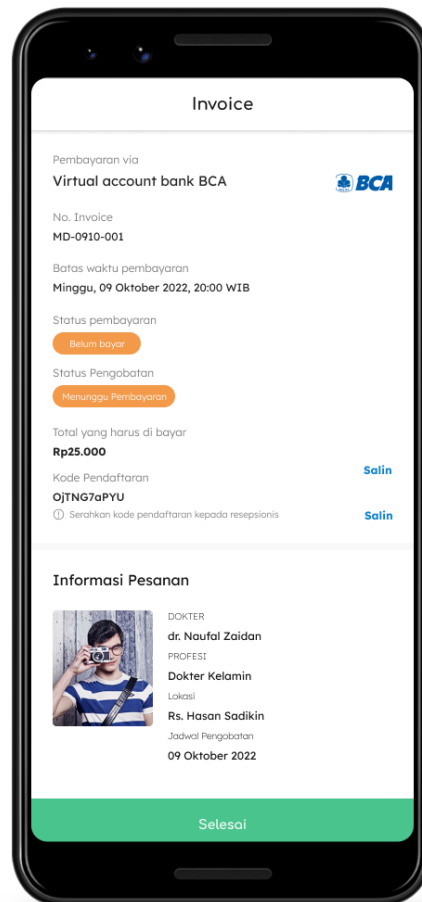 Invoice
Pembayaran via
Virtual account bank BCA
BCA
No. Invoice
MD-0910-001
Batas waktu pembayaran
Minggu, 09 Oktober 2022, 20:00 WIB
Status pembayaran
Belum bayar
Status Pengobatan
Menunggu Pembayaran
Total yang harus di bayar
Rp25.000
Salin
Kode Pendaftaran
OjTNG7aPYU
Serahkan kode pendaftaran kepada resepsionis
Salin
Informasi Pesanan
DOKTER
dr. Naufal Zaidan
PROFESI
Dokter Kelamin
Lokasi
Rs. Hasan Sadikin
Jadwal Pengobatan
09 Oktober 2022
Selesai